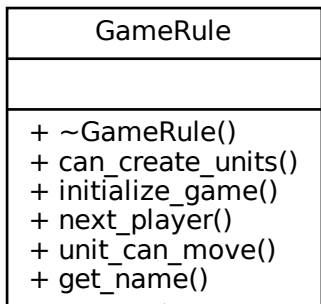 GameRule
+ ~GameRule()
+ can_create_units()
+ initialize_game()
+ next_player()
+ unit_can_move()
+ get_name()